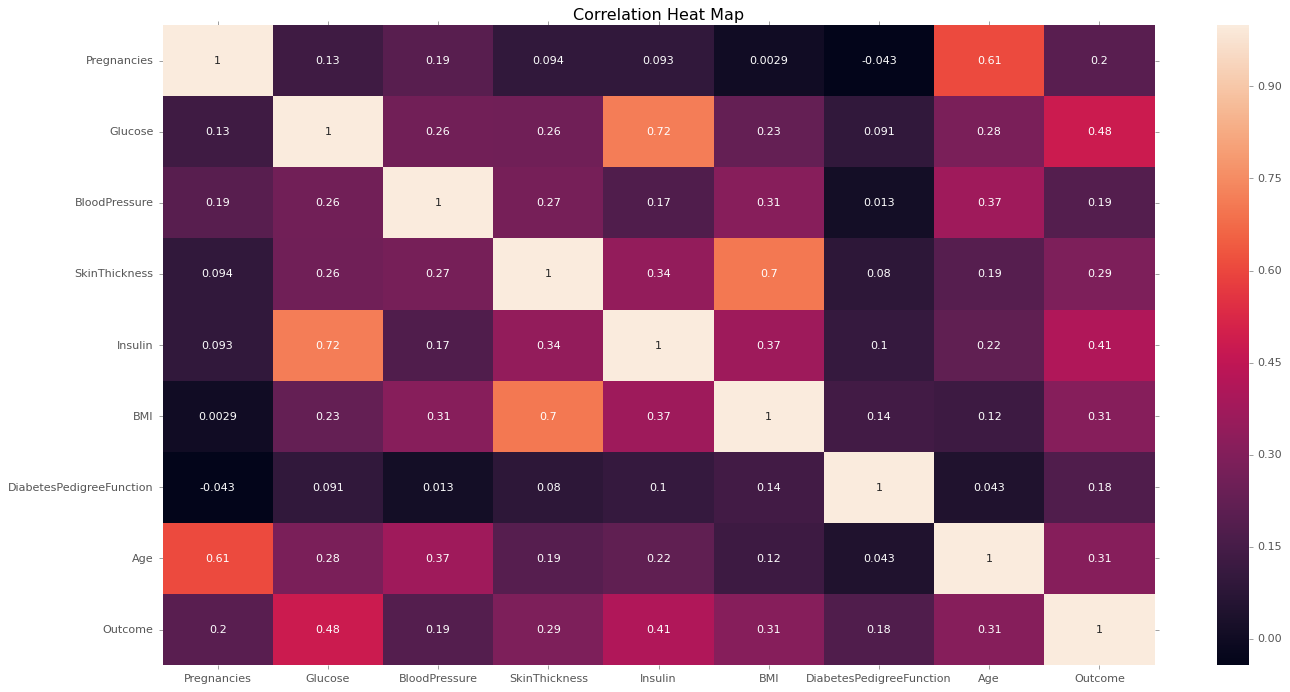 Correlation Heat Map
Pregnancies 1 0.13 0.19 0.094 0.093 0.0029 -0.043 0.61 0.2
0.90
Glucose 0.13 1 0.26 0.26 0.72 0.23 0.091 0.28 0.48
0.75
BloodPressure 0.19 0.26 1 0.27 0.17 0.31 0.013 0.37 0.19
SkinThickness 0.094 0.26 0.27 1 0.34 0.7 0.08 0.19 0.29
0.60
Insulin 0.093 0.72 0.17 0.34 1 0.37 0.1 0.22 0.41
0.45
BMI 0.0029 0.23 0.31 0.7 0.37 1 0.14 0.12 0.31
0.30
DiabetesPedigreeFunction -0.043 0.091 0.013 0.08 0.1 0.14 1 0.043 0.18
0.15
Age 0.61 0.28 0.37 0.19 0.22 0.12 0.043 1 0.31
Outcome 0.2 0.48 0.19 0.29 0.41 0.31 0.18 0.31 1
0.00
Pregnancies Glucose BloodPressure SkinThickness Insulin BMI DiabetesPedigreeFunction Age Outcome